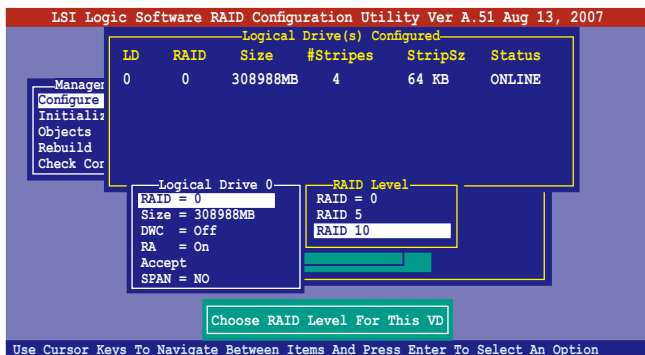 LSI Logic Software RAID Configuration Utility Ver A.51 Aug 13, 2007
Logical Drive(s) Configured
LD RAID Size #Stripes StripSz Status
0 0 308988MB 4 64 KB ONLINE
Manager
Configure
Initializ
Objects
Rebuild
Check Con
Logical Drive 0
RAID = 0
Size = 308988MB
DWC = Off
RA = On
Accept
SPAN = NO
RAID Level
RAID = 0
RAID 5
RAID 10
Choose RAID Level For This VD
Use Cursor Keys To Navigate Between Items And Press Enter To Select An Option